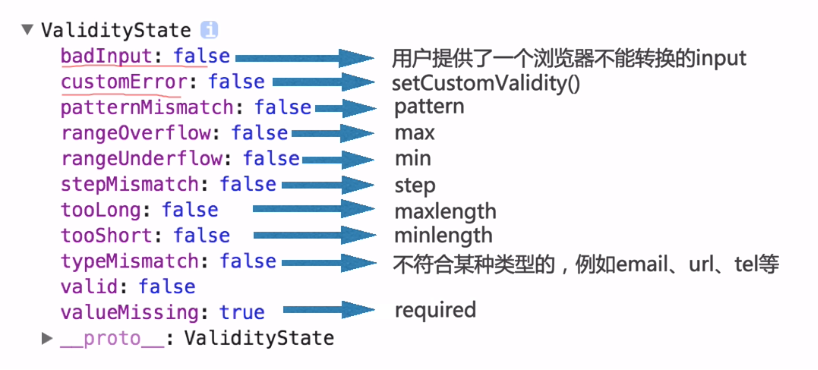 ▼ ValidityState i
badInput: false 用户提供了一个浏览器不能转换的input
customError: false setCustomValidity()
patternMismatch: false pattern
rangeOverflow: false max
rangeUnderflow: false min
stepMismatch: false step
tooLong: false maxlength
tooShort: false minlength
typeMismatch: false 不符合某种类型的，例如email、url、tel等
valid: false
valueMissing: true required
▶ __proto__: ValidityState